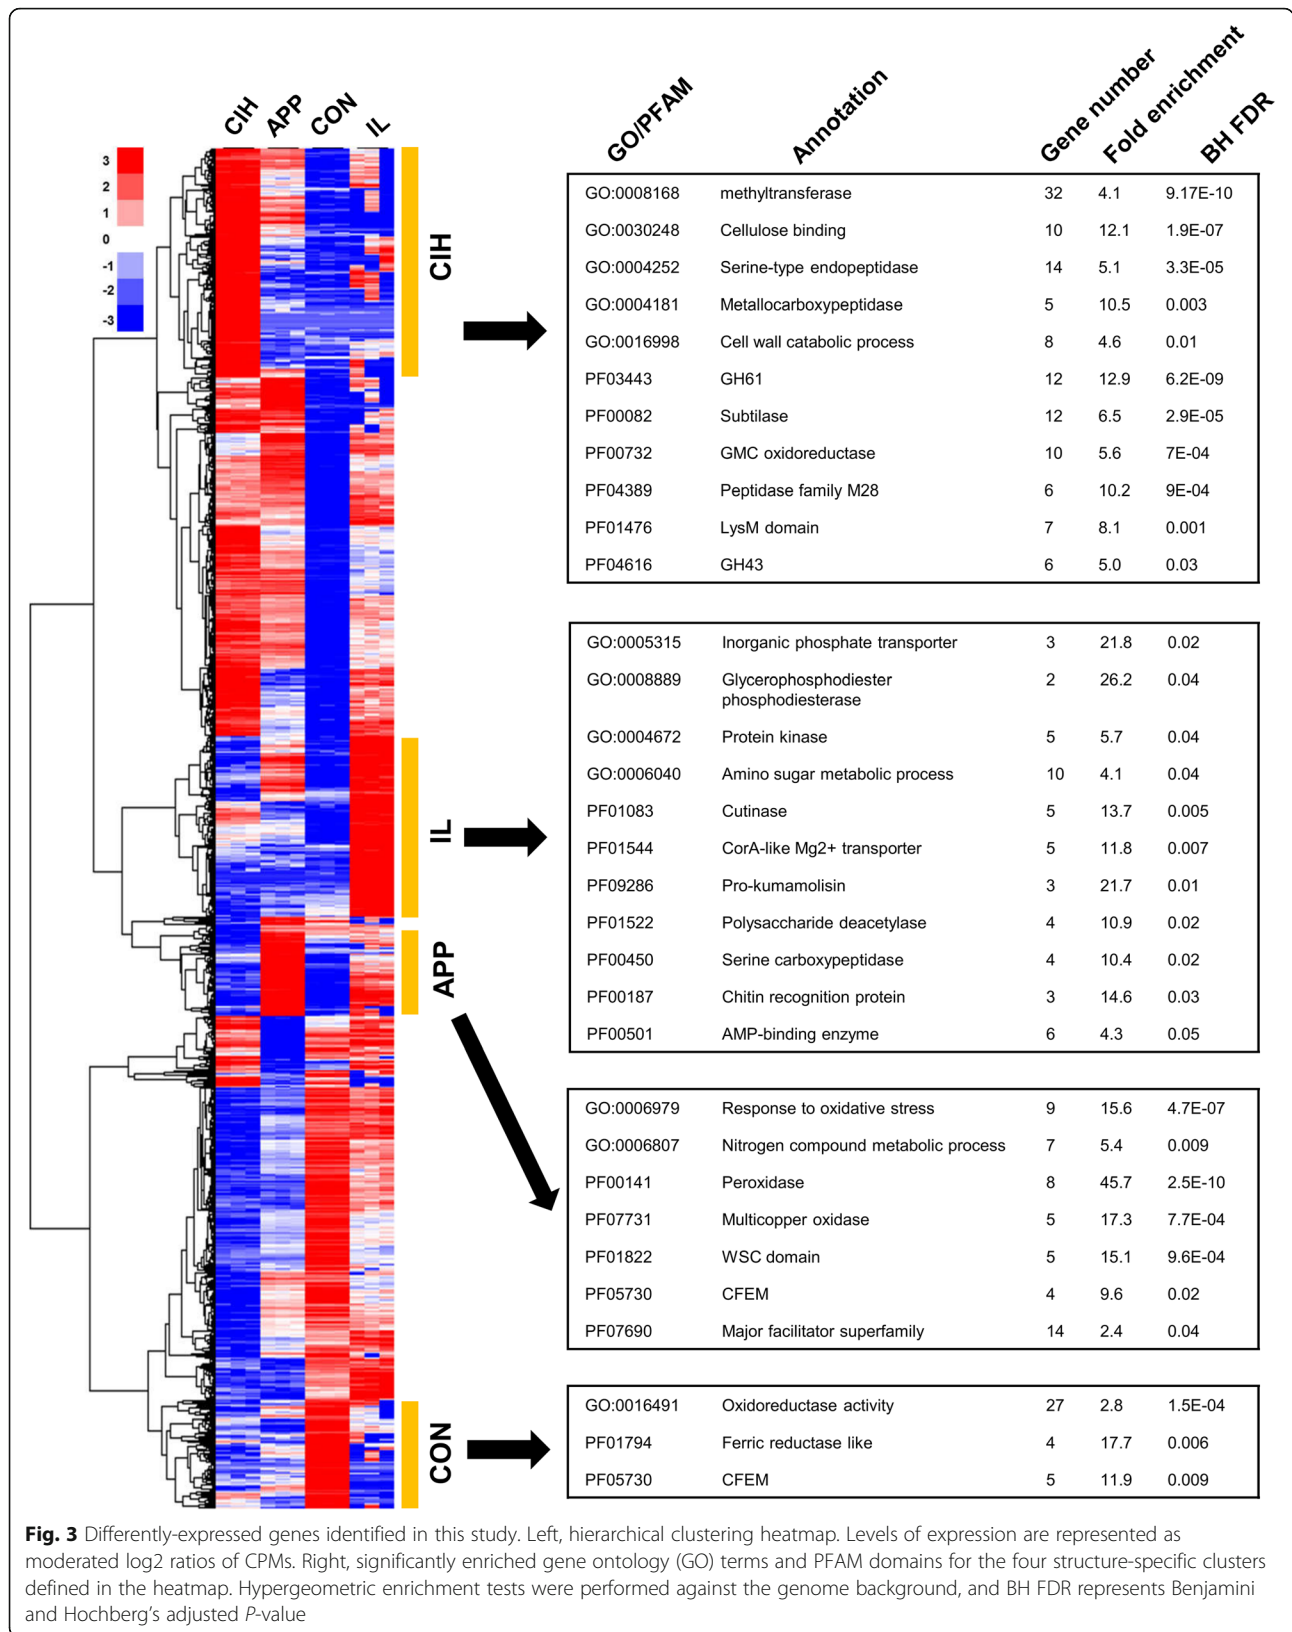 CIH APP CON IL
3
2
1
0
-1
-2
-3
CIH
IL
APP
CON
GO/PFAM Annotation Gene number Fold enrichment BH FDR
GO:0008168 methyltransferase 32 4.1 9.17E-10
GO:0030248 Cellulose binding 10 12.1 1.9E-07
GO:0004252 Serine-type endopeptidase 14 5.1 3.3E-05
GO:0004181 Metallocarboxypeptidase 5 10.5 0.003
GO:0016998 Cell wall catabolic process 8 4.6 0.01
PF03443 GH61 12 12.9 6.2E-09
PF00082 Subtilase 12 6.5 2.9E-05
PF00732 GMC oxidoreductase 10 5.6 7E-04
PF04389 Peptidase family M28 6 10.2 9E-04
PF01476 LysM domain 7 8.1 0.001
PF04616 GH43 6 5.0 0.03
GO:0005315 Inorganic phosphate transporter 3 21.8 0.02
GO:0008889 Glycerophosphodiester 2 26.2 0.04
phosphodiesterase
GO:0004672 Protein kinase 5 5.7 0.04
GO:0006040 Amino sugar metabolic process 10 4.1 0.04
PF01083 Cutinase 5 13.7 0.005
PF01544 CorA-like Mg2+ transporter 5 11.8 0.007
PF09286 Pro-kumamolisin 3 21.7 0.01
PF01522 Polysaccharide deacetylase 4 10.9 0.02
PF00450 Serine carboxypeptidase 4 10.4 0.02
PF00187 Chitin recognition protein 3 14.6 0.03
PF00501 AMP-binding enzyme 6 4.3 0.05
GO:0006979 Response to oxidative stress 9 15.6 4.7E-07
GO:0006807 Nitrogen compound metabolic process 7 5.4 0.009
PF00141 Peroxidase 8 45.7 2.5E-10
PF07731 Multicopper oxidase 5 17.3 7.7E-04
PF01822 WSC domain 5 15.1 9.6E-04
PF05730 CFEM 4 9.6 0.02
PF07690 Major facilitator superfamily 14 2.4 0.04
GO:0016491 Oxidoreductase activity 27 2.8 1.5E-04
PF01794 Ferric reductase like 4 17.7 0.006
PF05730 CFEM 5 11.9 0.009
Fig. 3 Differently-expressed genes identified in this study. Left, hierarchical clustering heatmap. Levels of expression are represented as
moderated log2 ratios of CPMs. Right, significantly enriched gene ontology (GO) terms and PFAM domains for the four structure-specific clusters
defined in the heatmap. Hypergeometric enrichment tests were performed against the genome background, and BH FDR represents Benjamini
and Hochberg's adjusted P-value